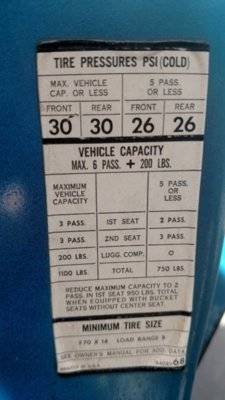 TIRE PRESSURES PSI (COLD)
MAX. VEHICLE CAP. OR LESS 5 PASS. OR LESS
FRONT REAR FRONT REAR
30 30 26 26
VEHICLE CAPACITY
MAX. 6 PASS. + 200 LBS.
MAXIMUM VEHICLE CAPACITY 5 PASS. OR LESS
3 PASS. 1ST SEAT 2 PASS.
3 PASS. 2ND SEAT 3 PASS.
200 LBS. LUGG. COMP. O
1100 LBS. TOTAL 750 LBS.
REDUCE MAXIMUM CAPACITY TO 2
PASS. IN 1ST SEAT 950 LBS. TOTAL
WHEN EQUIPPED WITH BUCKET
SEATS WITHOUT CENTER SEAT.
MINIMUM TIRE SIZE
F70 X 14 LOAD RANGE B
SEE OWNER'S MANUAL FOR ADD. DATA
68